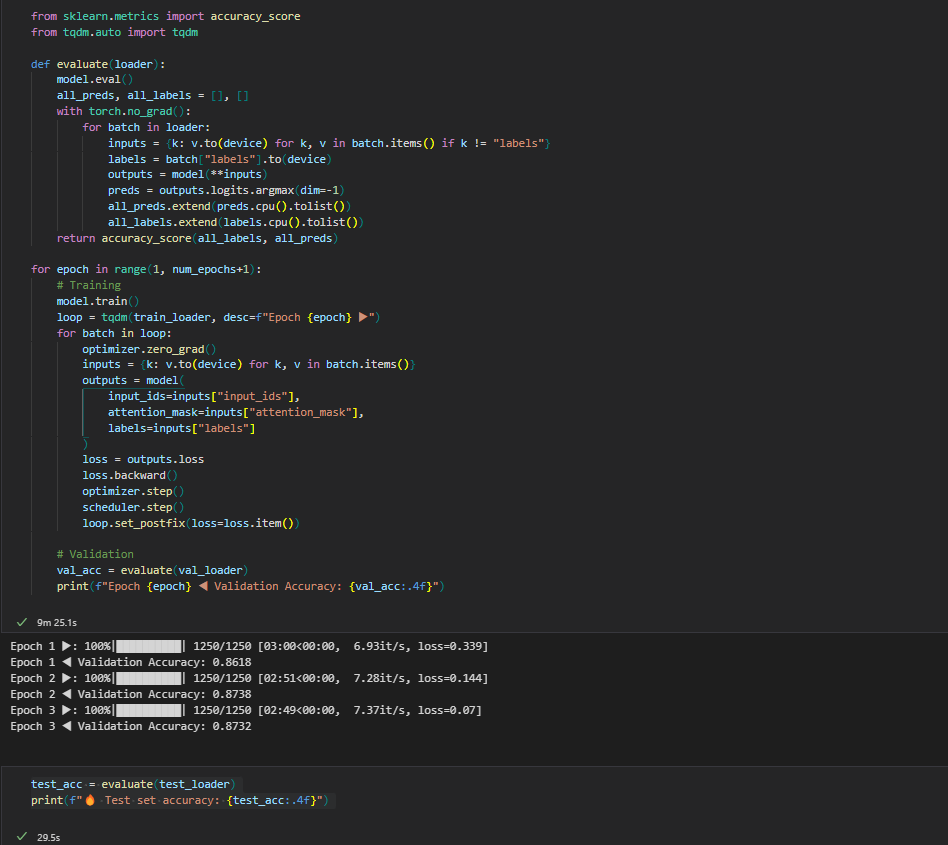 from sklearn.metrics import accuracy_score
from tqdm.auto import tqdm

def evaluate(loader):
    model.eval()
    all_preds, all_labels = [], []
    with torch.no_grad():
        for batch in loader:
            inputs = {k: v.to(device) for k, v in batch.items() if k != "labels"}
            labels = batch["labels"].to(device)
            outputs = model(**inputs)
            preds = outputs.logits.argmax(dim=-1)
            all_preds.extend(preds.cpu().tolist())
            all_labels.extend(labels.cpu().tolist())
    return accuracy_score(all_labels, all_preds)

for epoch in range(1, num_epochs+1):
    # Training
    model.train()
    loop = tqdm(train_loader, desc=f"Epoch {epoch} ▶")
    for batch in loop:
        optimizer.zero_grad()
        inputs = {k: v.to(device) for k, v in batch.items()}
        outputs = model(
            input_ids=inputs["input_ids"],
            attention_mask=inputs["attention_mask"],
            labels=inputs["labels"]
        )
        loss = outputs.loss
        loss.backward()
        optimizer.step()
        scheduler.step()
        loop.set_postfix(loss=loss.item())

    # Validation
    val_acc = evaluate(val_loader)
    print(f"Epoch {epoch} ◀ Validation Accuracy: {val_acc:.4f}")
✓ 9m 25.1s
Epoch 1 ▶: 100%|██████████| 1250/1250 [03:00<00:00,  6.93it/s, loss=0.339]
Epoch 1 ◀ Validation Accuracy: 0.8618
Epoch 2 ▶: 100%|██████████| 1250/1250 [02:51<00:00,  7.28it/s, loss=0.144]
Epoch 2 ◀ Validation Accuracy: 0.8738
Epoch 3 ▶: 100%|██████████| 1250/1250 [02:49<00:00,  7.37it/s, loss=0.07]
Epoch 3 ◀ Validation Accuracy: 0.8732
test_acc = evaluate(test_loader)
print(f"🔥 Test set accuracy: {test_acc:.4f}")
✓ 29.5s